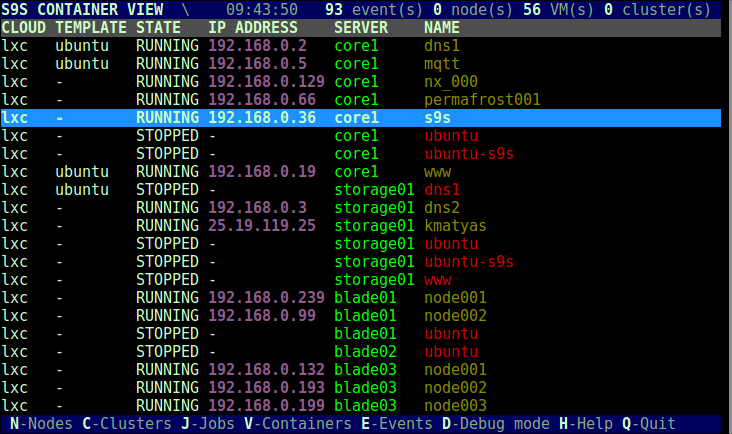 S9S CONTAINER VIEW \ 09:43:50 93 event(s) 0 node(s) 56 VM(s) 0 cluster(s)
CLOUD TEMPLATE STATE IP ADDRESS SERVER NAME
lxc ubuntu RUNNING 192.168.0.2 core1 dns1
lxc ubuntu RUNNING 192.168.0.5 core1 mqtt
lxc - RUNNING 192.168.0.129 core1 nx_000
lxc - RUNNING 192.168.0.66 core1 permafrost001
lxc - RUNNING 192.168.0.36 core1 s9s
lxc - STOPPED - core1 ubuntu
lxc - STOPPED - core1 ubuntu-s9s
lxc ubuntu RUNNING 192.168.0.19 core1 www
lxc ubuntu STOPPED - storage01 dns1
lxc - RUNNING 192.168.0.3 storage01 dns2
lxc - RUNNING 25.19.119.25 storage01 kmatyas
lxc - STOPPED - storage01 ubuntu
lxc - STOPPED - storage01 ubuntu-s9s
lxc - STOPPED - storage01 www
lxc - RUNNING 192.168.0.239 blade01 node001
lxc - RUNNING 192.168.0.99 blade01 node002
lxc - STOPPED - blade01 ubuntu
lxc - STOPPED - blade02 ubuntu
lxc - RUNNING 192.168.0.132 blade03 node001
lxc - RUNNING 192.168.0.193 blade03 node002
lxc - RUNNING 192.168.0.199 blade03 node003
N-Nodes C-Clusters J-Jobs V-Containers E-Events D-Debug mode H-Help Q-Quit